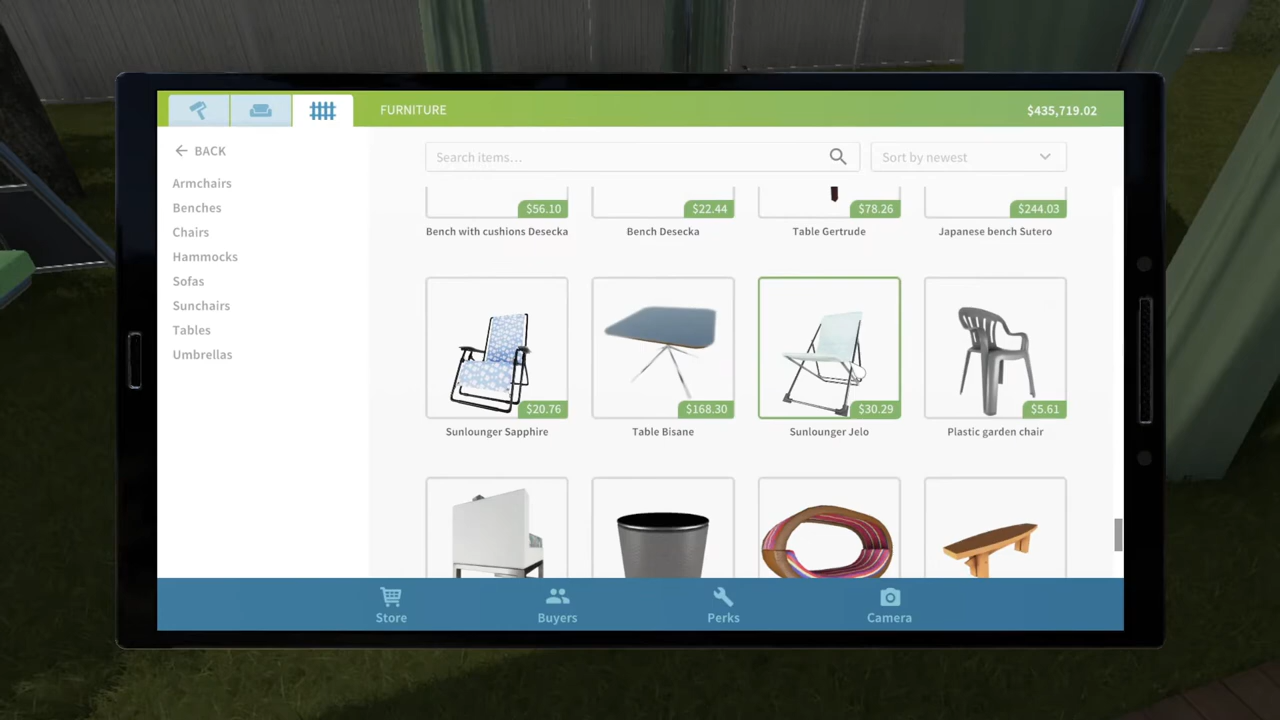 FURNITURE
$435,719.02
BACK
Search items...
Sort by newest
Armchairs
Benches
Chairs
Hammocks
Sofas
Sunchairs
Tables
Umbrellas
$56.10
$22.44
$78.26
$244.03
Bench with cushions Desecka
Bench Desecka
Table Gertrude
Japanese bench Sutero
$20.76
$168.30
$30.29
$5.61
Sunlounger Sapphire
Table Bisane
Sunlounger Jelo
Plastic garden chair
Store
Buyers
Perks
Camera